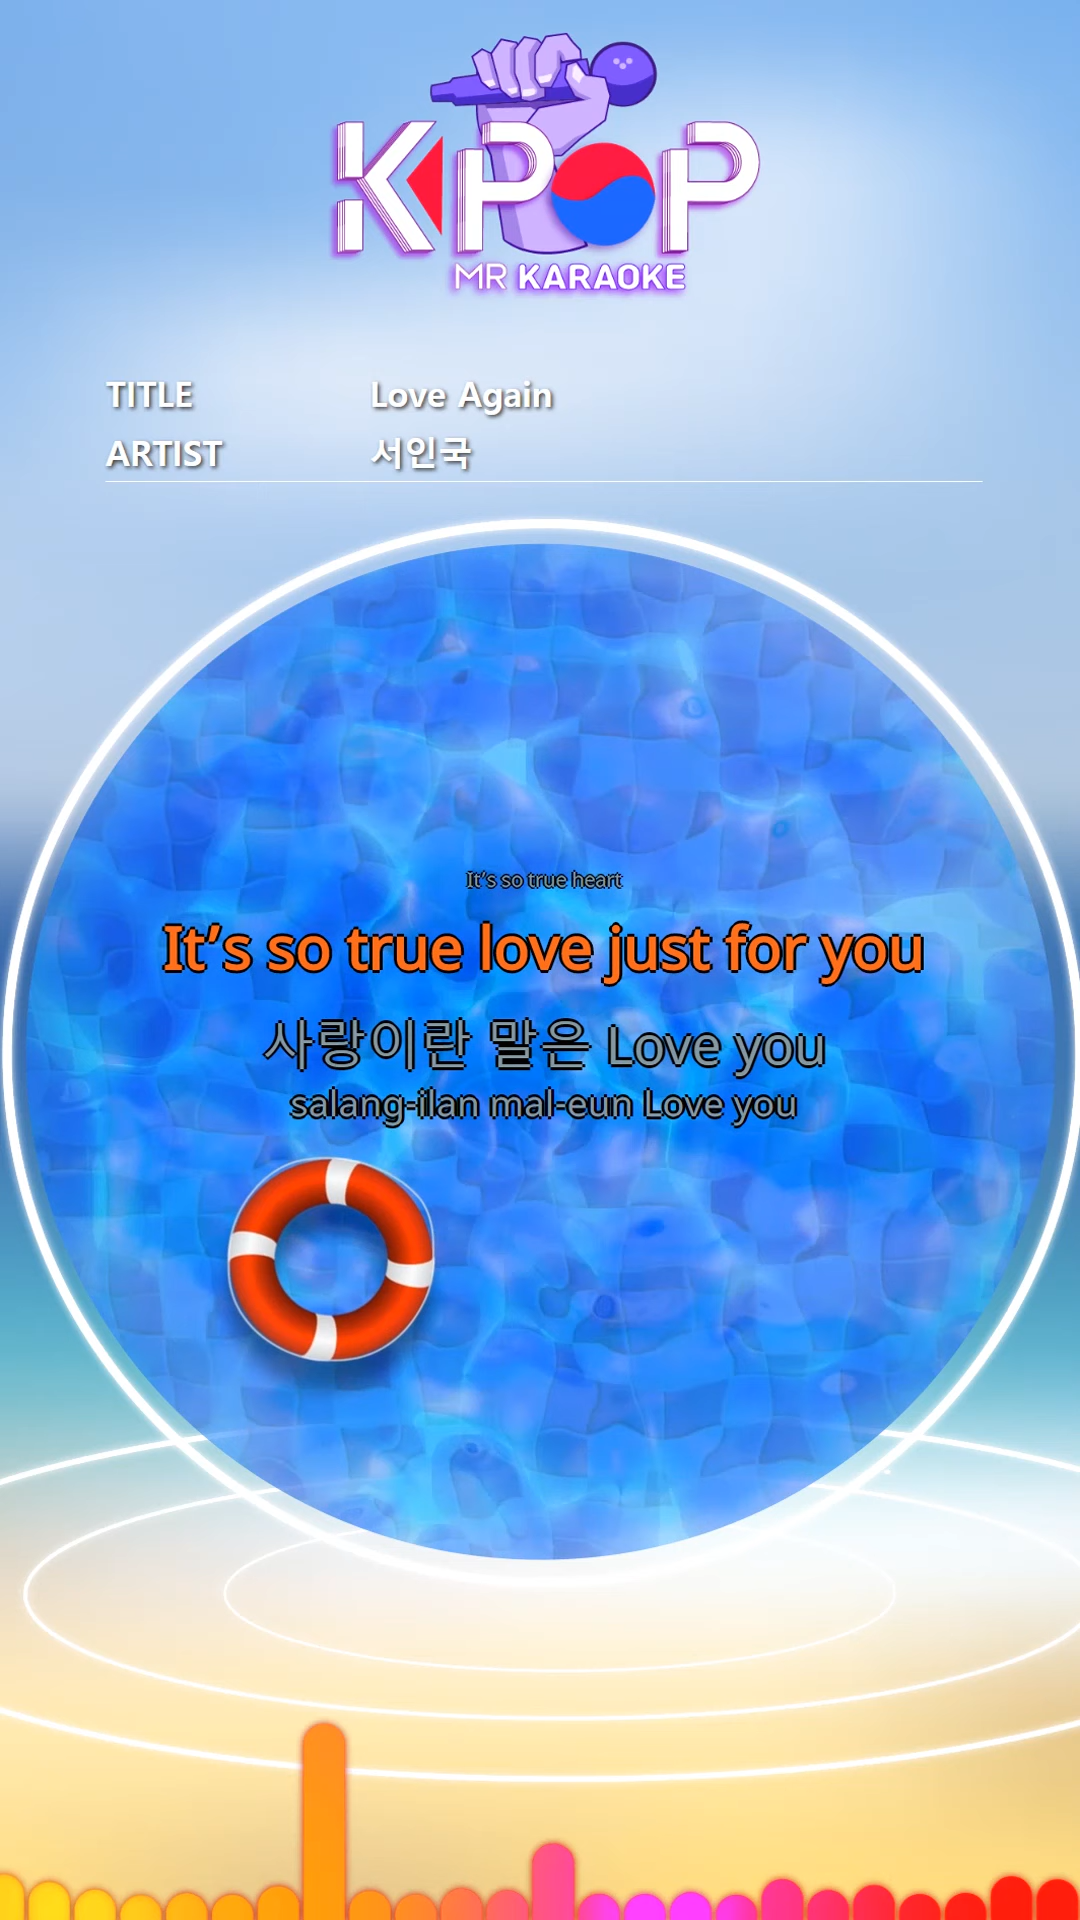 KPOP
MR KARAOKE
TITLE Love Again
ARTIST 서인국
It's so true heart
It's so true love just for you
사랑이란 말은 Love you
salang-ilan mal-eun Love you